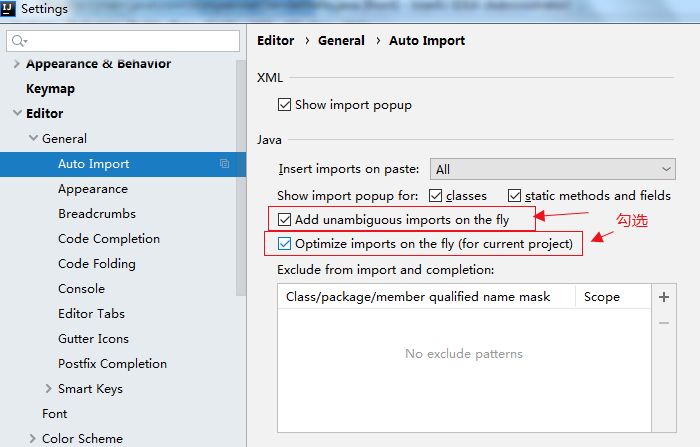 Settings
Appearance & Behavior
Keymap
Editor
General
Auto Import
Appearance
Breadcrumbs
Code Completion
Code Folding
Console
Editor Tabs
Gutter Icons
Postfix Completion
Smart Keys
Font
Color Scheme
Editor › General › Auto Import
XML
Show import popup
Java
Insert imports on paste: All
Show import popup for: classes static methods and fields
Add unambiguous imports on the fly
勾选
Optimize imports on the fly (for current project)
Exclude from import and completion:
Class/package/member qualified name mask Scope
No exclude patterns